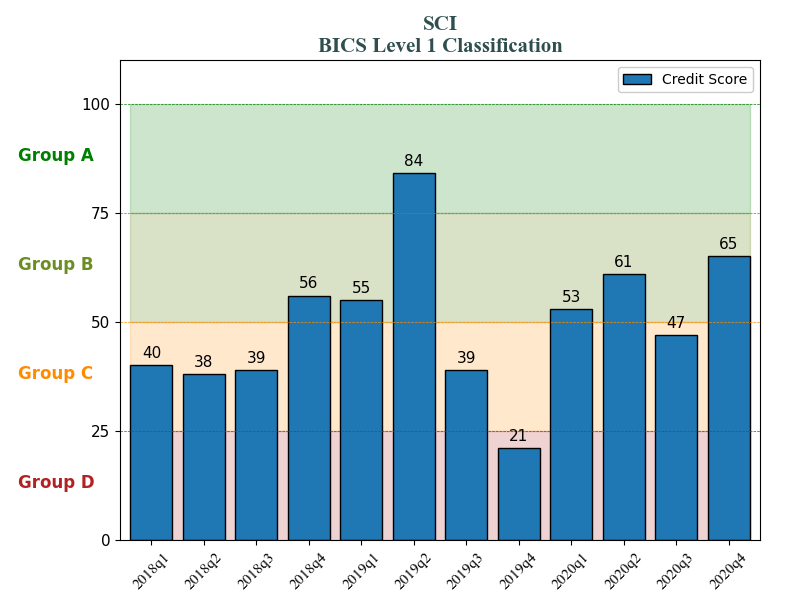 SCI
BICS Level 1 Classification
Credit Score
100
Group A
84
75
Group B
65
61
56
55
53
50
47
40
39
39
38
Group C
25
21
Group D
0
2018q1 2018q2 2018q3 2018q4 2019q1 2019q2 2019q3 2019q4 2020q1 2020q2 2020q3 2020q4